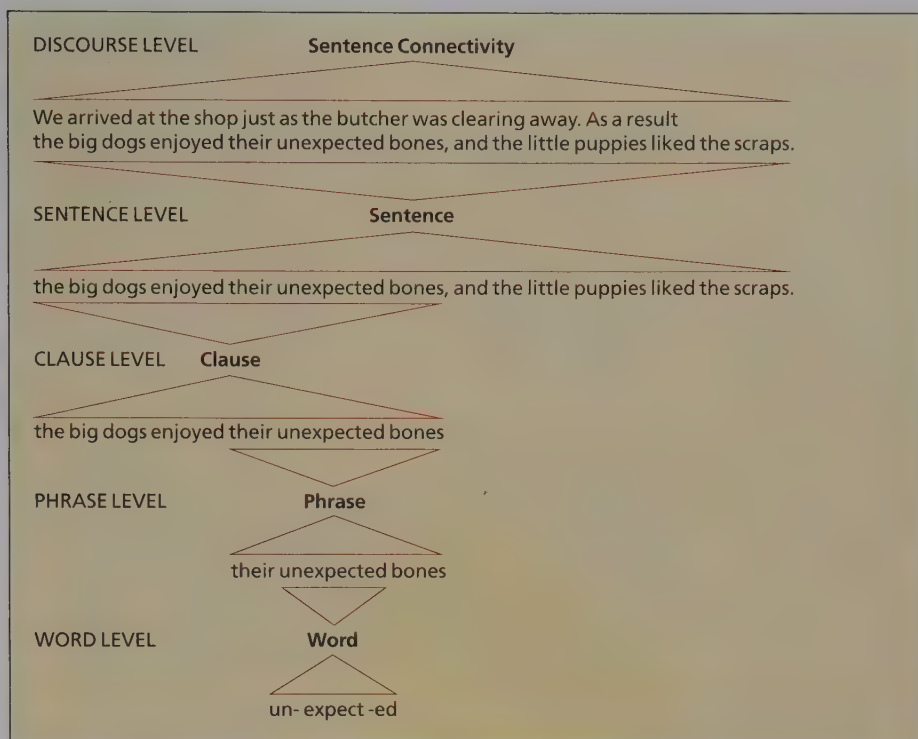 DISCOURSE LEVEL Sentence Connectivity
We arrived at the shop just as the butcher was clearing away. As a result
the big dogs enjoyed their unexpected bones, and the little puppies liked the scraps.
SENTENCE LEVEL Sentence
the big dogs enjoyed their unexpected bones, and the little puppies liked the scraps.
CLAUSE LEVEL Clause
the big dogs enjoyed their unexpected bones
PHRASE LEVEL Phrase
their unexpected bones
WORD LEVEL Word
un- expect -ed